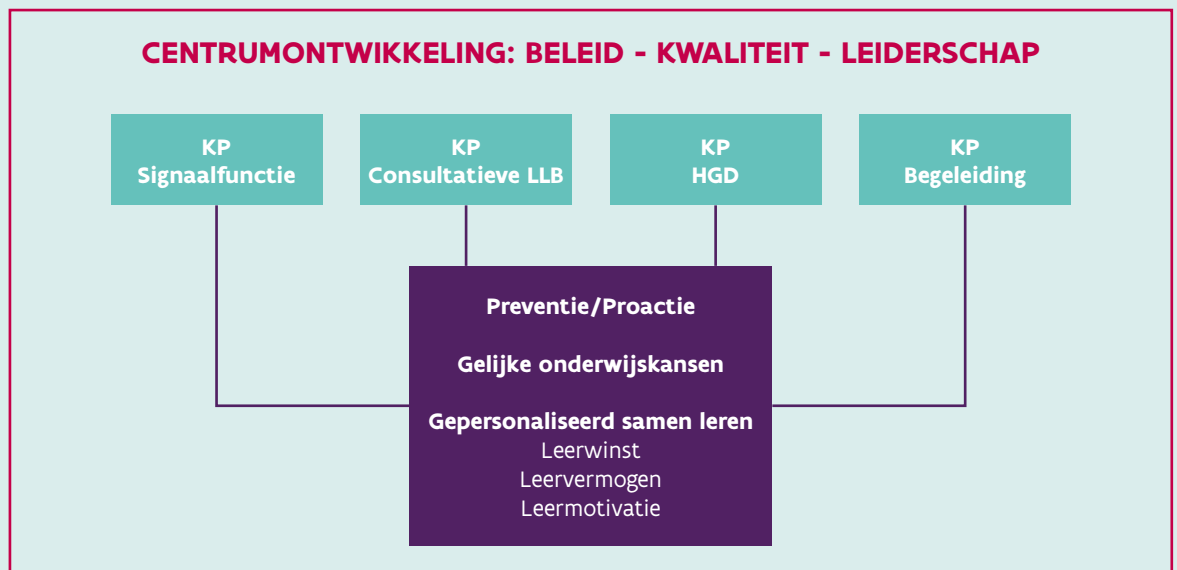 CENTRUMONTWIKKELING: BELEID - KWALITEIT - LEIDERSCHAP
KP
Signaalfunctie
KP
Consultatieve LLB
KP
HGD
KP
Begeleiding
Preventie/Proactie
Gelijke onderwijskansen
Gepersonaliseerd samen leren
Leerwinst
Leervermogen
Leermotivatie